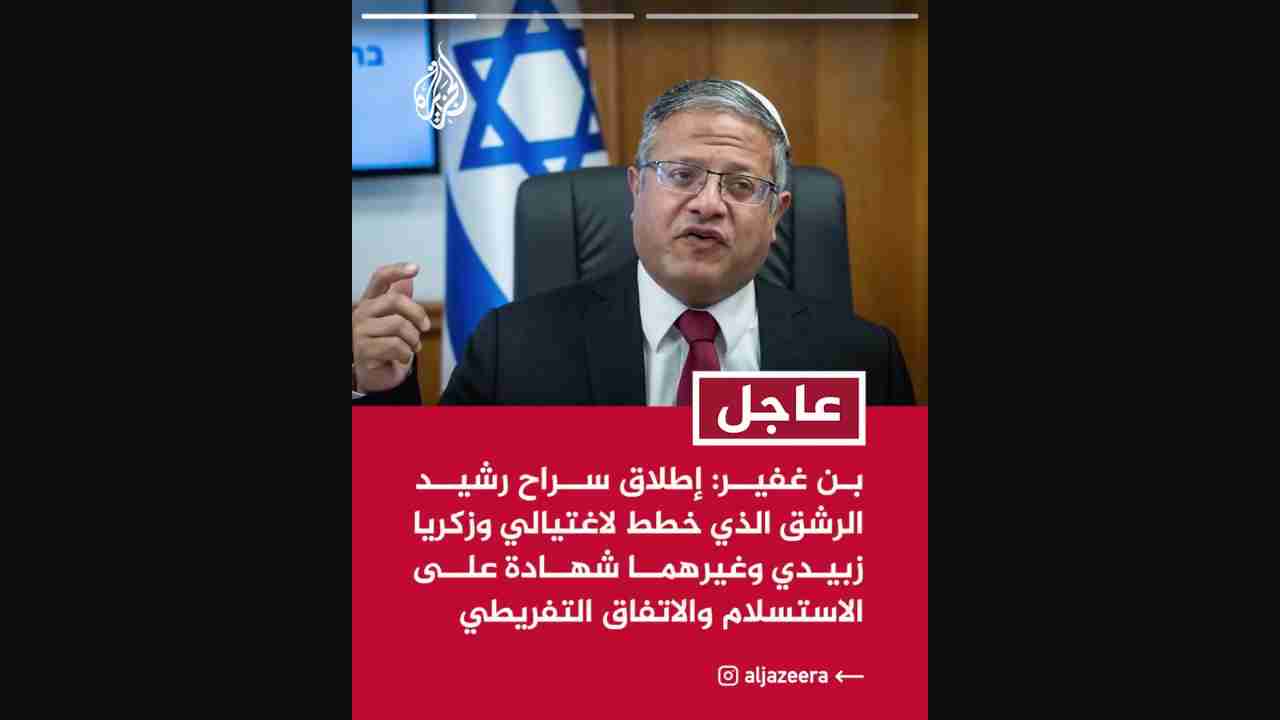 الجزيرة
عاجل
بن غفير: إطلاق سراح رشيد
الرشق الذي خطط لاغتيالي وزكريا
زبيدي وغيرهما شهادة على
الاستسلام والاتفاق التفريطي
aljazeera